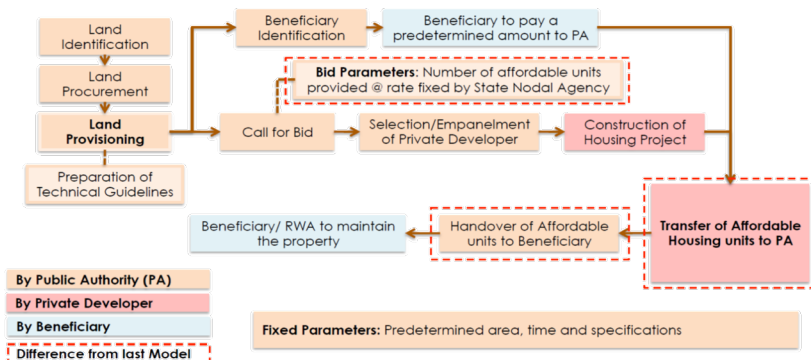 Land
Identification
Land
Procurement
Land
Provisioning
Preparation of
Technical Guidelines
Beneficiary
Identification
Beneficiary to pay a
predetermined amount to PA
Bid Parameters: Number of affordable units
provided @ rate fixed by State Nodal Agency
Call for Bid
Selection/Empanelment
of Private Developer
Construction of
Housing Project
Transfer of Affordable
Housing units to PA
Handover of Affordable
units to Beneficiary
Beneficiary/ RWA to maintain
the property
By Public Authority (PA)
By Private Developer
By Beneficiary
Difference from last Model
Fixed Parameters: Predetermined area, time and specifications